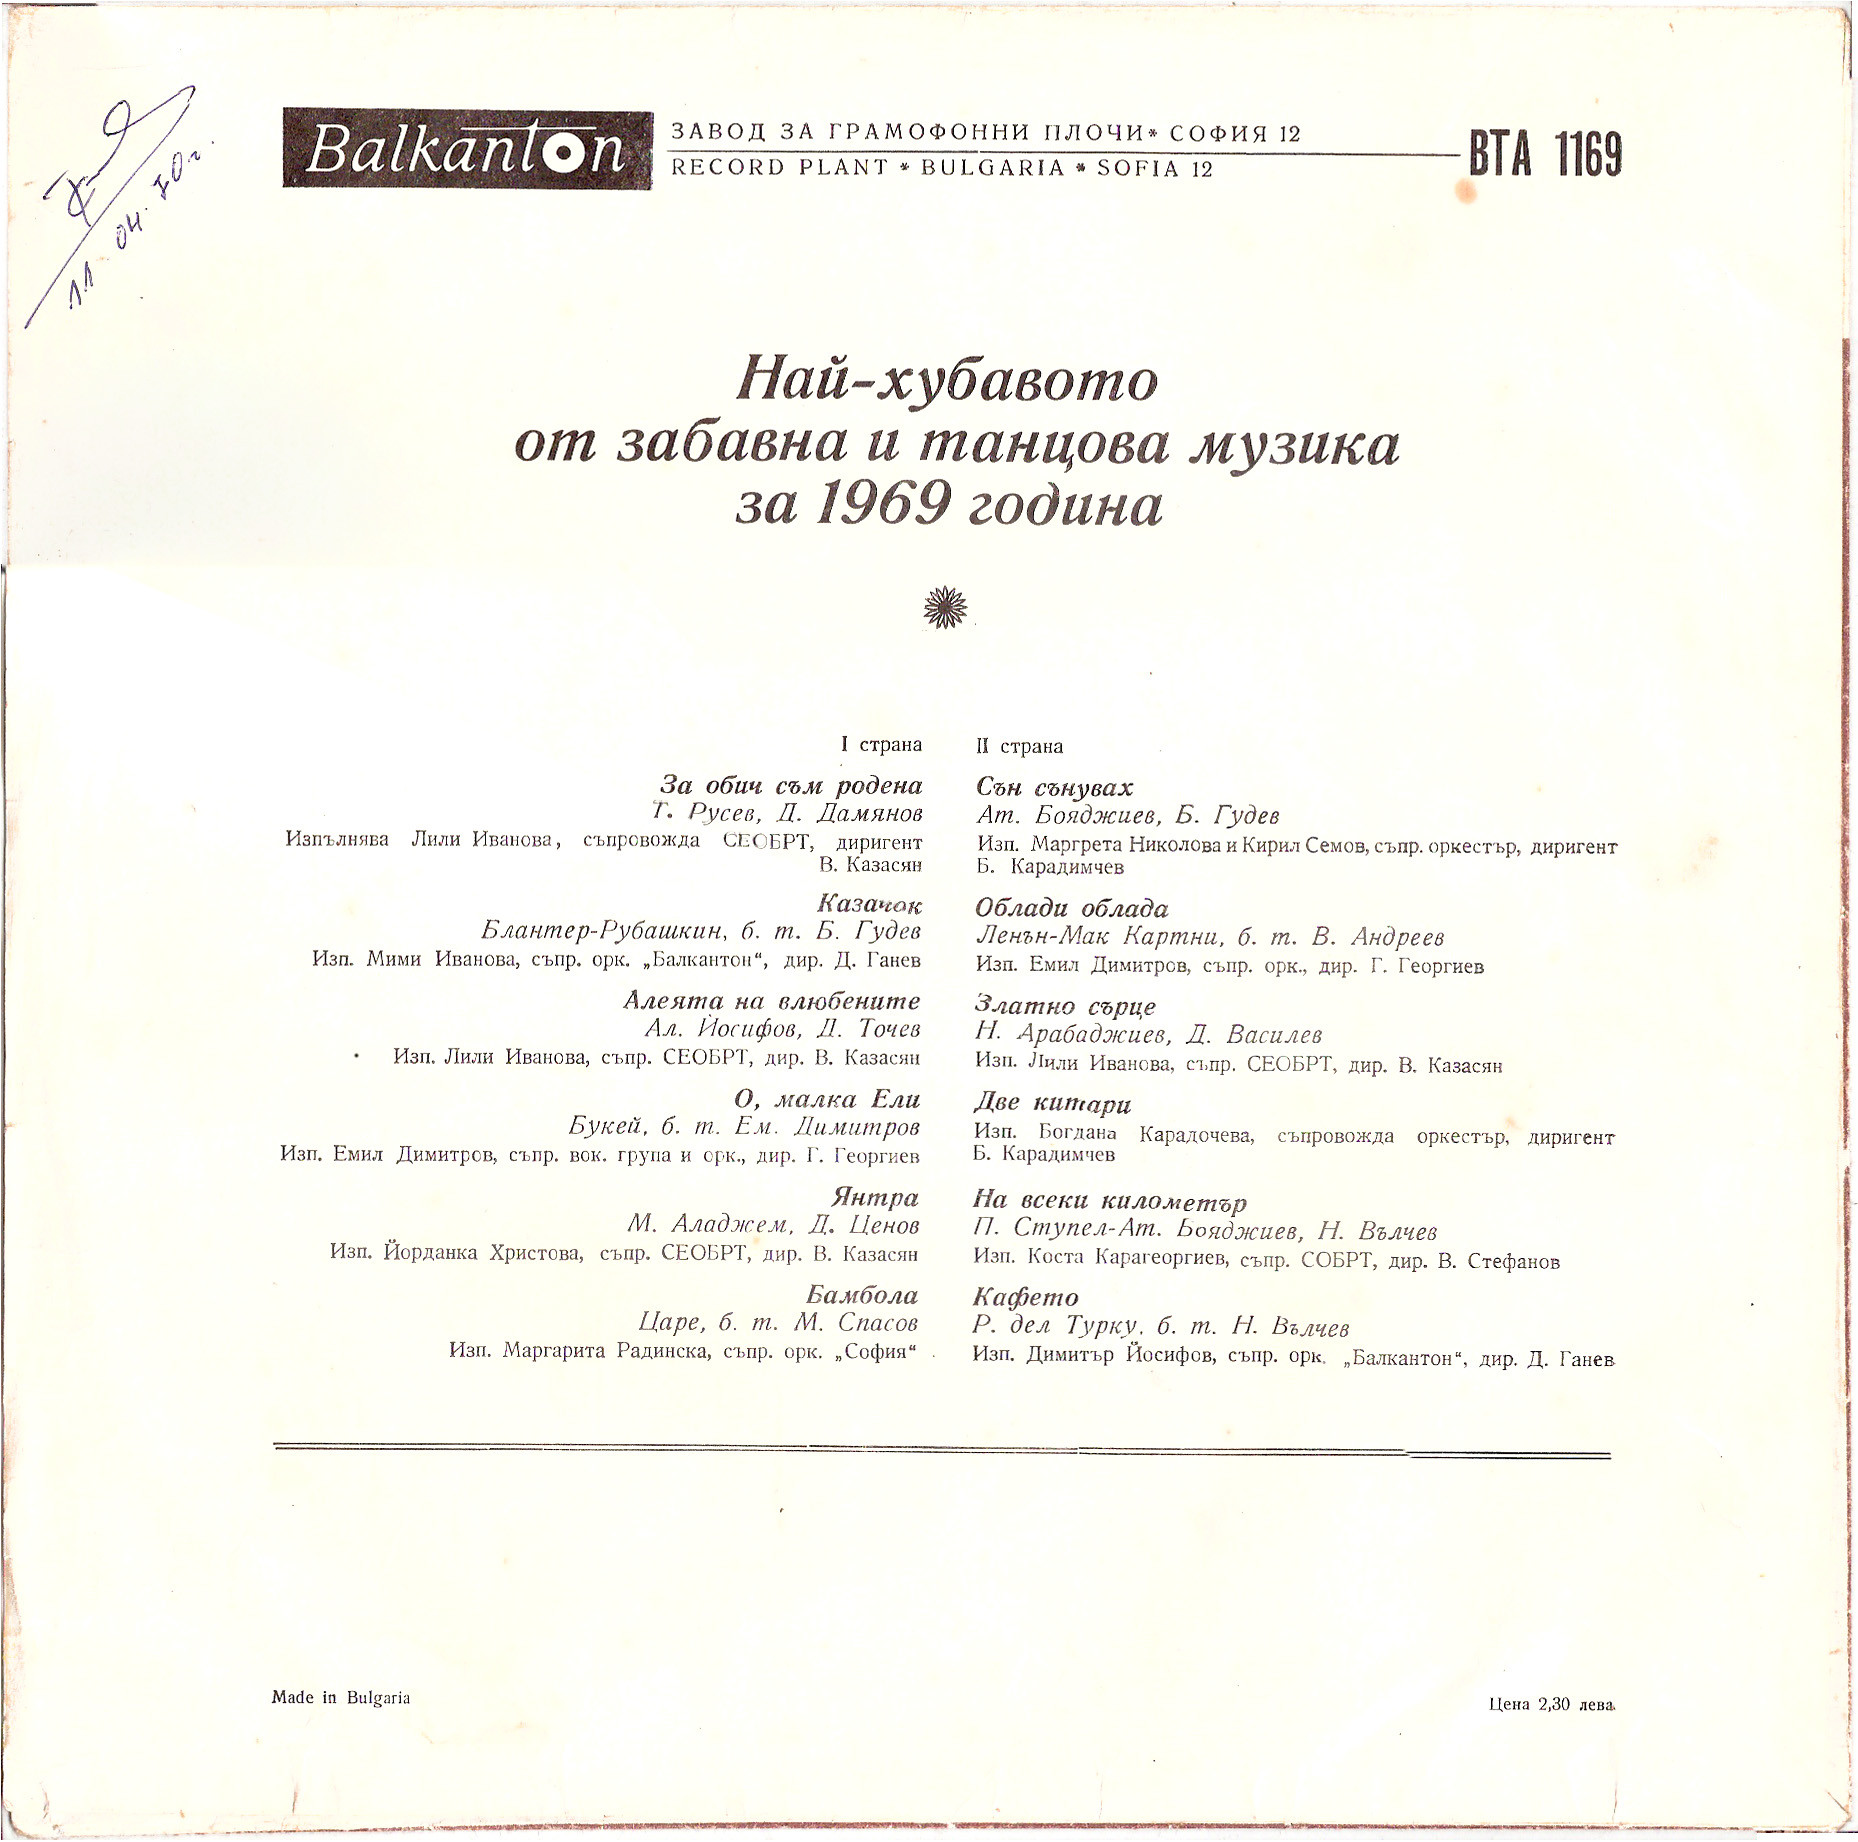 11. 04. 70 г.
Balkanton
ЗАВОД ЗА ГРАМОФОННИ ПЛОЧИ * СОФИЯ 12
RECORD PLANT * BULGARIA * SOFIA 12
ВТА 1169
Най-хубавото
от забавна и танцова музика
за 1969 година
I страна
За обич съм родена
Т. Русев, Д. Дамянов
Изпълнява Лили Иванова, съпровожда СЕОБРТ, диригент
В. Казасян
Казачок
Блантер-Рубашкин, б. т. Б. Гудев
Изп. Мими Иванова, съпр. орк. „Балкантон“, дир. Д. Ганев
Алеята на влюбените
Ал. Йосифов, Д. Точев
Изп. Лили Иванова, съпр. СЕОБРТ, дир. В. Казасян
О, малка Ели
Букей, б. т. Ем. Димитров
Изп. Емил Димитров, съпр. вок. група и орк., дир. Г. Георгиев
Янтра
М. Аладжем, Д. Ценов
Изп. Йорданка Христова, съпр. СЕОБРТ, дир. В. Казасян
Бамбола
Царе, б. т. М. Спасов
Изп. Маргарита Радинска, съпр. орк. „София“
II страна
Сън сънувах
Ат. Бояджиев, Б. Гудев
Изп. Маргрета Николова и Кирил Семов, съпр. оркестър, диригент
Б. Карадимчев
Облади облада
Ленън-Мак Картни, б. т. В. Андреев
Изп. Емил Димитров, съпр. орк., дир. Г. Георгиев
Златно сърце
Н. Арабаджиев, Д. Василев
Изп. Лили Иванова, съпр. СЕОБРТ, дир. В. Казасян
Две китари
Изп. Богдана Карадочева, съпровожда оркестър, диригент
Б. Карадимчев
На всеки километър
П. Ступел-Ат. Бояджиев, Н. Вълчев
Изп. Коста Карагеоргиев, съпр. СОБРТ, дир. В. Стефанов
Кафето
Р. дел Турку, б. т. Н. Вълчев
Изп. Димитър Йосифов, съпр. орк. „Балкантон“, дир. Д. Ганев
Made in Bulgaria
Цена 2,30 лева